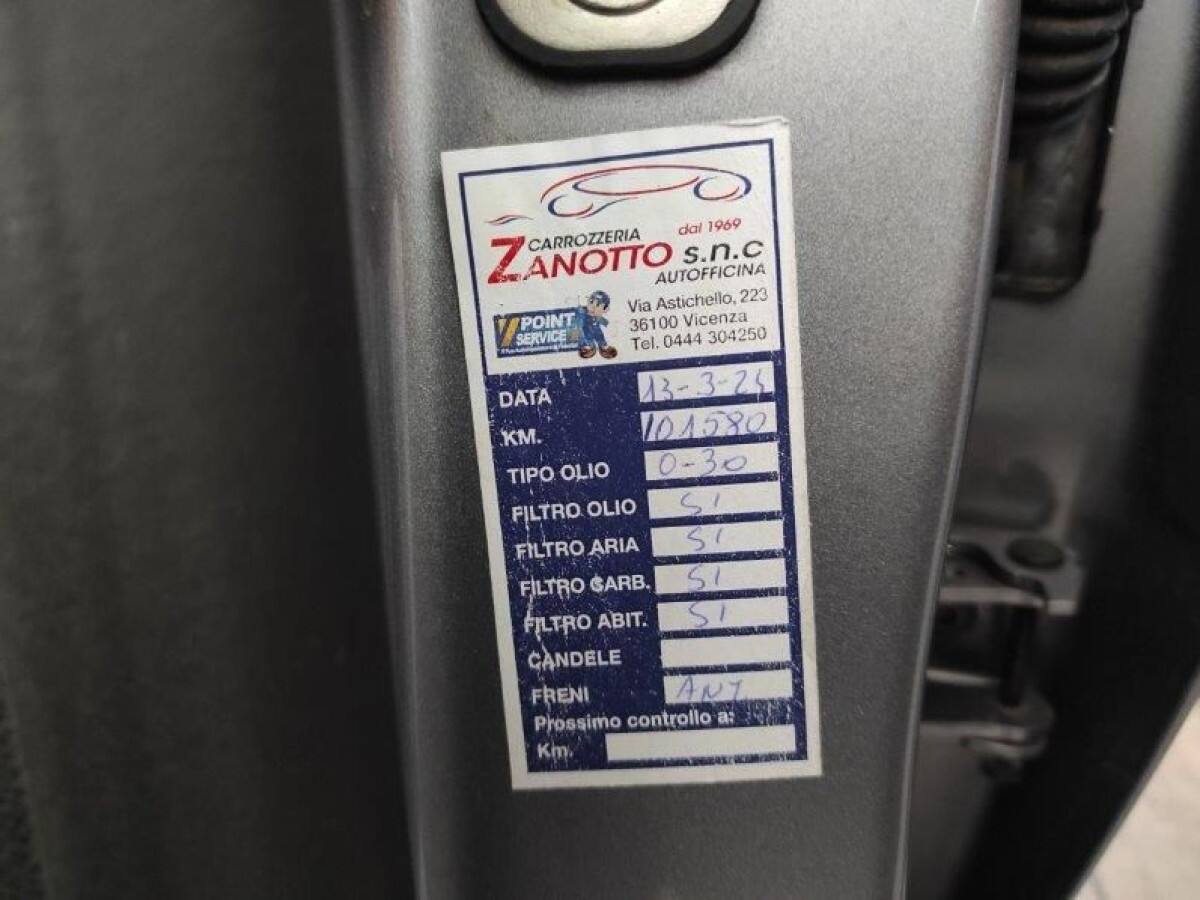 dal 1969
CARROZZERIA
ZANOTTO s.n.c
AUTOFFICINA
POINT
SERVICE
Via Astichello, 223
36100 Vicenza
Tel. 0444 304250
DATA 13-3-24
KM. 101580
TIPO OLIO 0-30
FILTRO OLIO SI
FILTRO ARIA SI
FILTRO CARB. SI
FILTRO ABIT. SI
CANDELE
FRENI ANT
Prossimo controllo a:
Km.